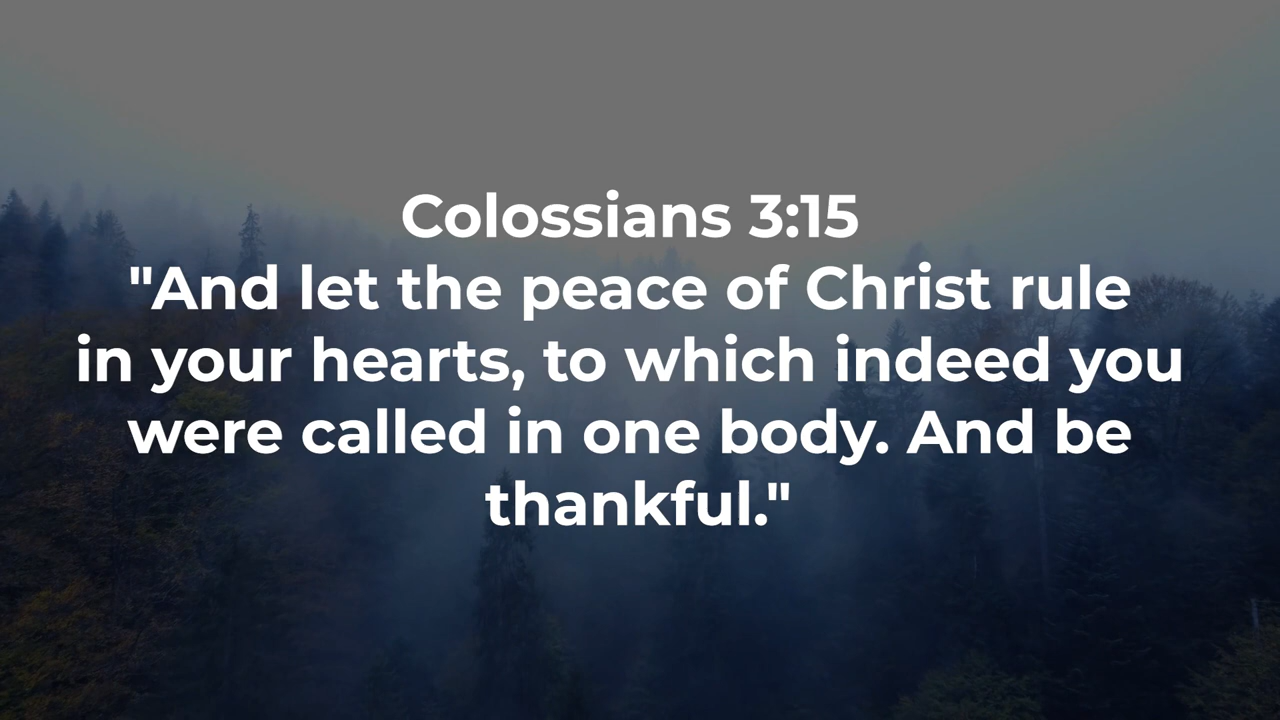 Colossians 3:15
"And let the peace of Christ rule
in your hearts, to which indeed you
were called in one body. And be
thankful."